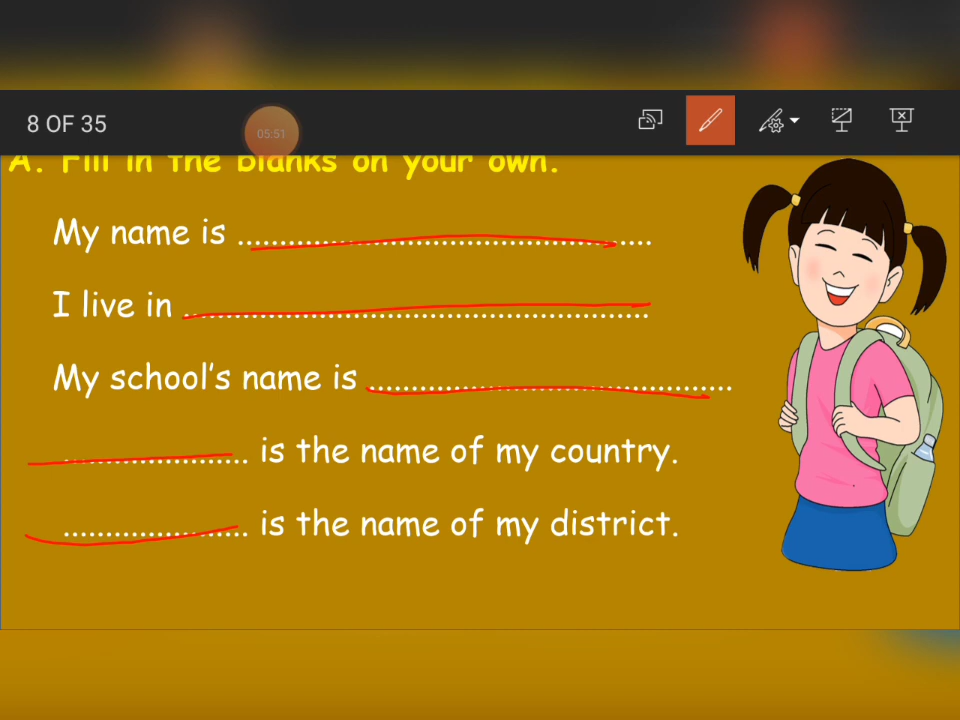 8 OF 35
05:51
A. Fill in the blanks on your own.
My name is .................................................
I live in .......................................................
My school's name is ...........................................
...................... is the name of my country.
...................... is the name of my district.